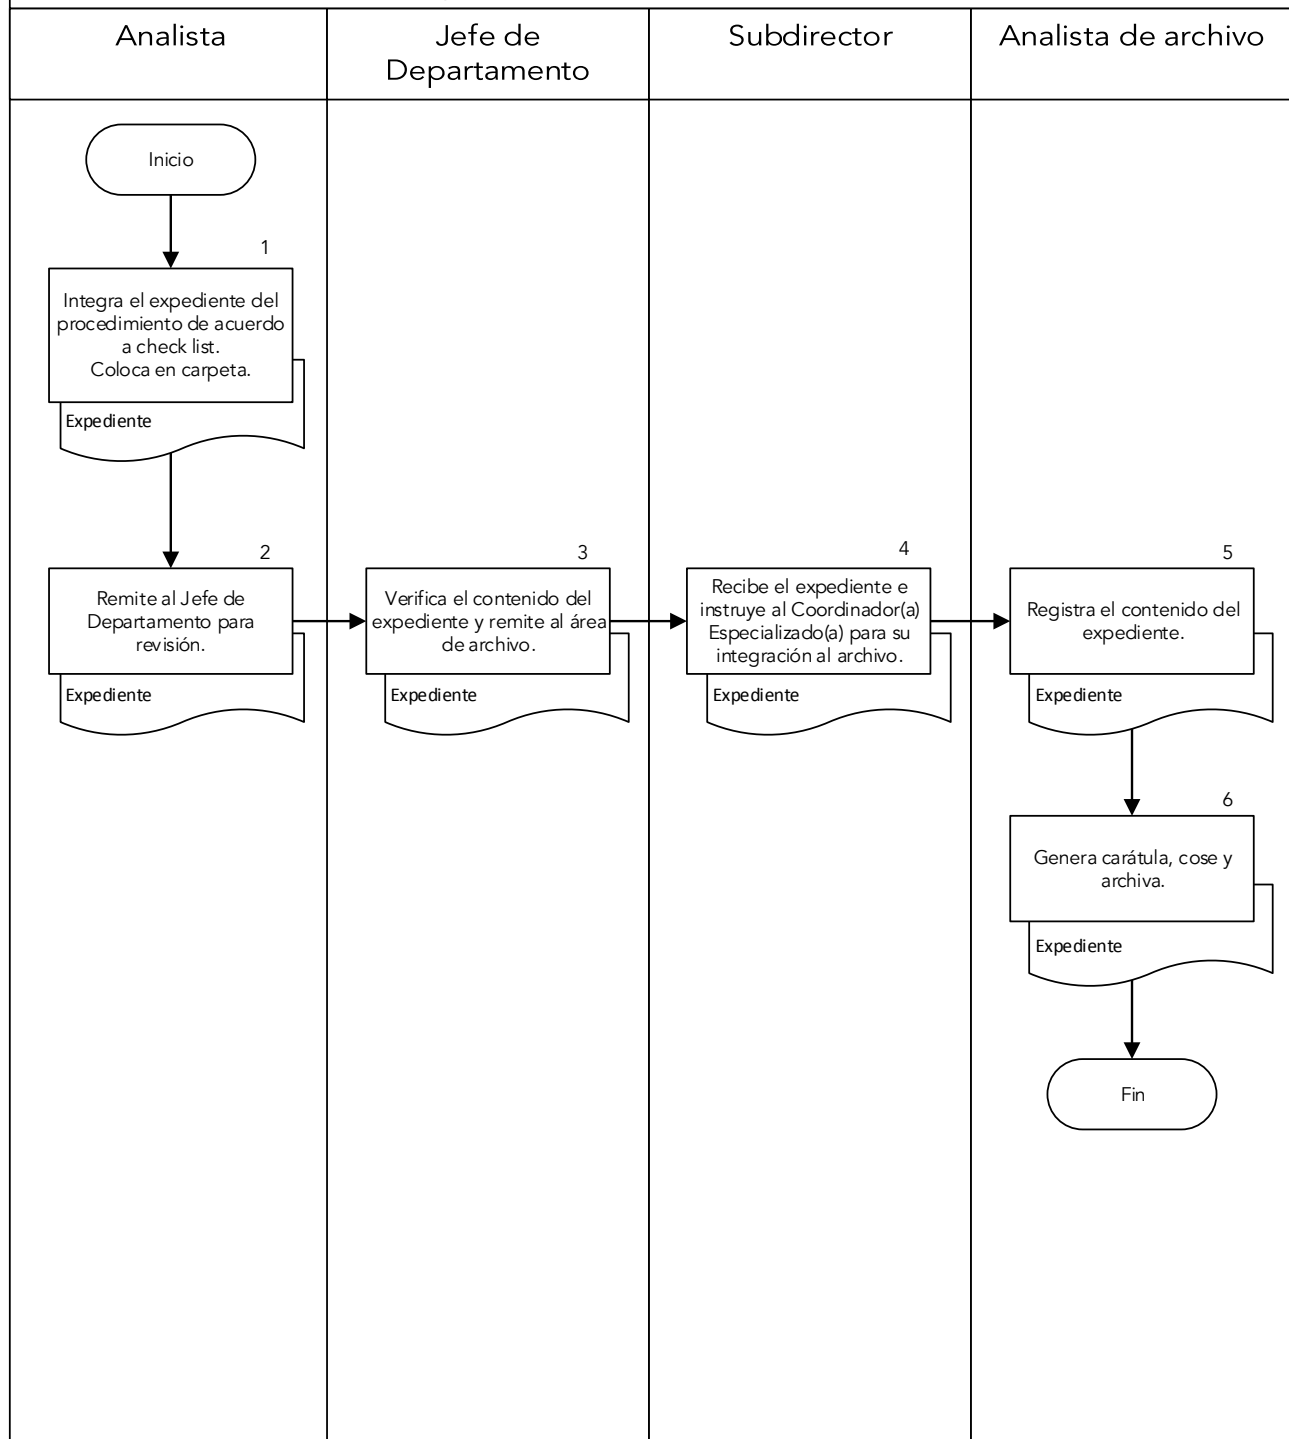 Analista
Jefe de
Departamento
Subdirector
Analista de archivo
Inicio
1
Integra el expediente del
procedimiento de acuerdo
a check list.
Coloca en carpeta.
Expediente
2
Remite al Jefe de
Departamento para
revisión.
Expediente
3
Verifica el contenido del
expediente y remite al área
de archivo.
Expediente
4
Recibe el expediente e
instruye al Coordinador(a)
Especializado(a) para su
integración al archivo.
Expediente
5
Registra el contenido del
expediente.
Expediente
6
Genera carátula, cose y
archiva.
Expediente
Fin